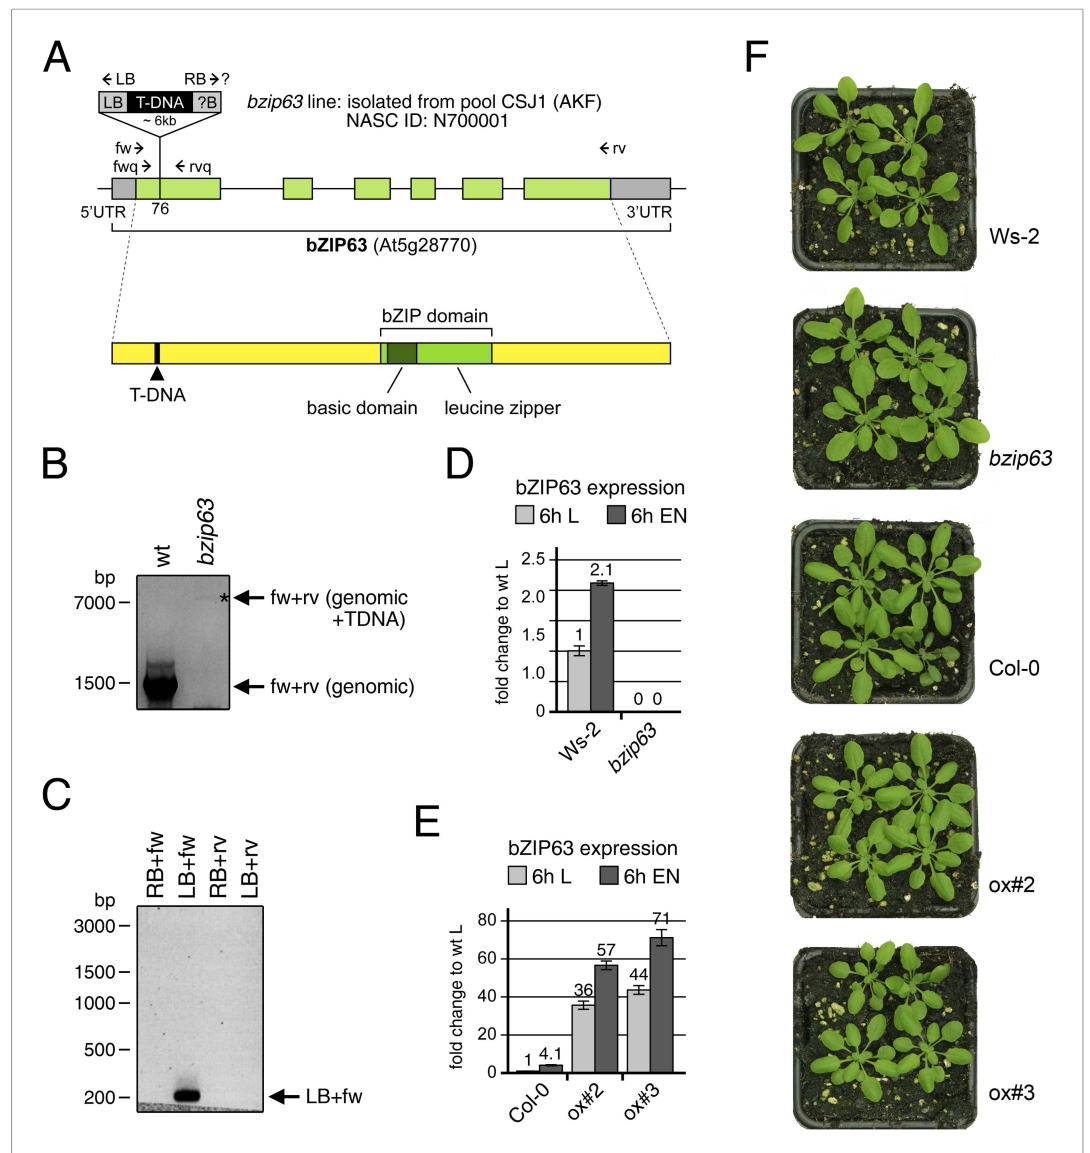 A
← LB RB → ?
LB T-DNA ?B
~ 6kb
bzip63 line: isolated from pool CSJ1 (AKF)
NASC ID: N700001
fw →
fwq → ← rvq
← rv
5'UTR 76 3'UTR
bZIP63 (At5g28770)
bZIP domain
T-DNA
basic domain leucine zipper
B
wt bzip63
bp
7000
*
fw+rv (genomic
+TDNA)
1500
fw+rv (genomic)
C
RB+fw LB+fw RB+rv LB+rv
bp
3000
1500
1000
500
200
LB+fw
D
bZIP63 expression
6h L 6h EN
fold change to wt L
2.5
2.0
1.5
1.0
0
1 2.1 0 0
Ws-2 bzip63
E
bZIP63 expression
6h L 6h EN
fold change to wt L
80
60
40
20
0
1 4.1 36 57 44 71
Col-0 ox#2 ox#3
F
Ws-2
bzip63
Col-0
ox#2
ox#3